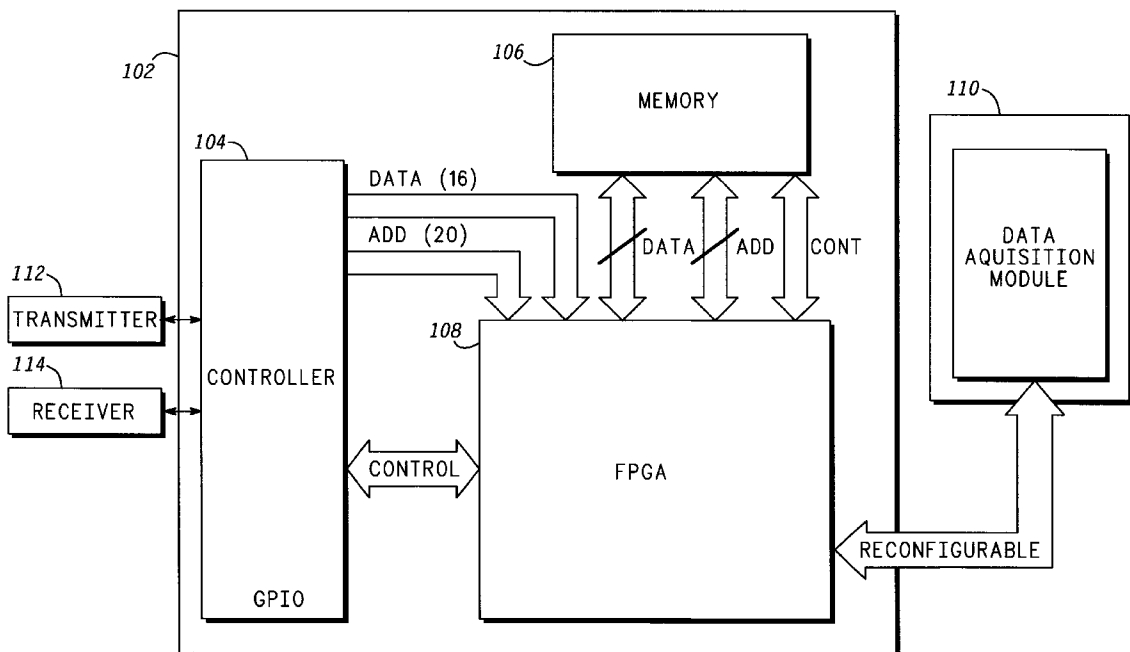 102
106
MEMORY
110
104
DATA (16)
ADD (20)
DATA
ADD
CONT
DATA
AQUISITION
MODULE
112
TRANSMITTER
108
114
RECEIVER
CONTROLLER
CONTROL
FPGA
RECONFIGURABLE
GPIO